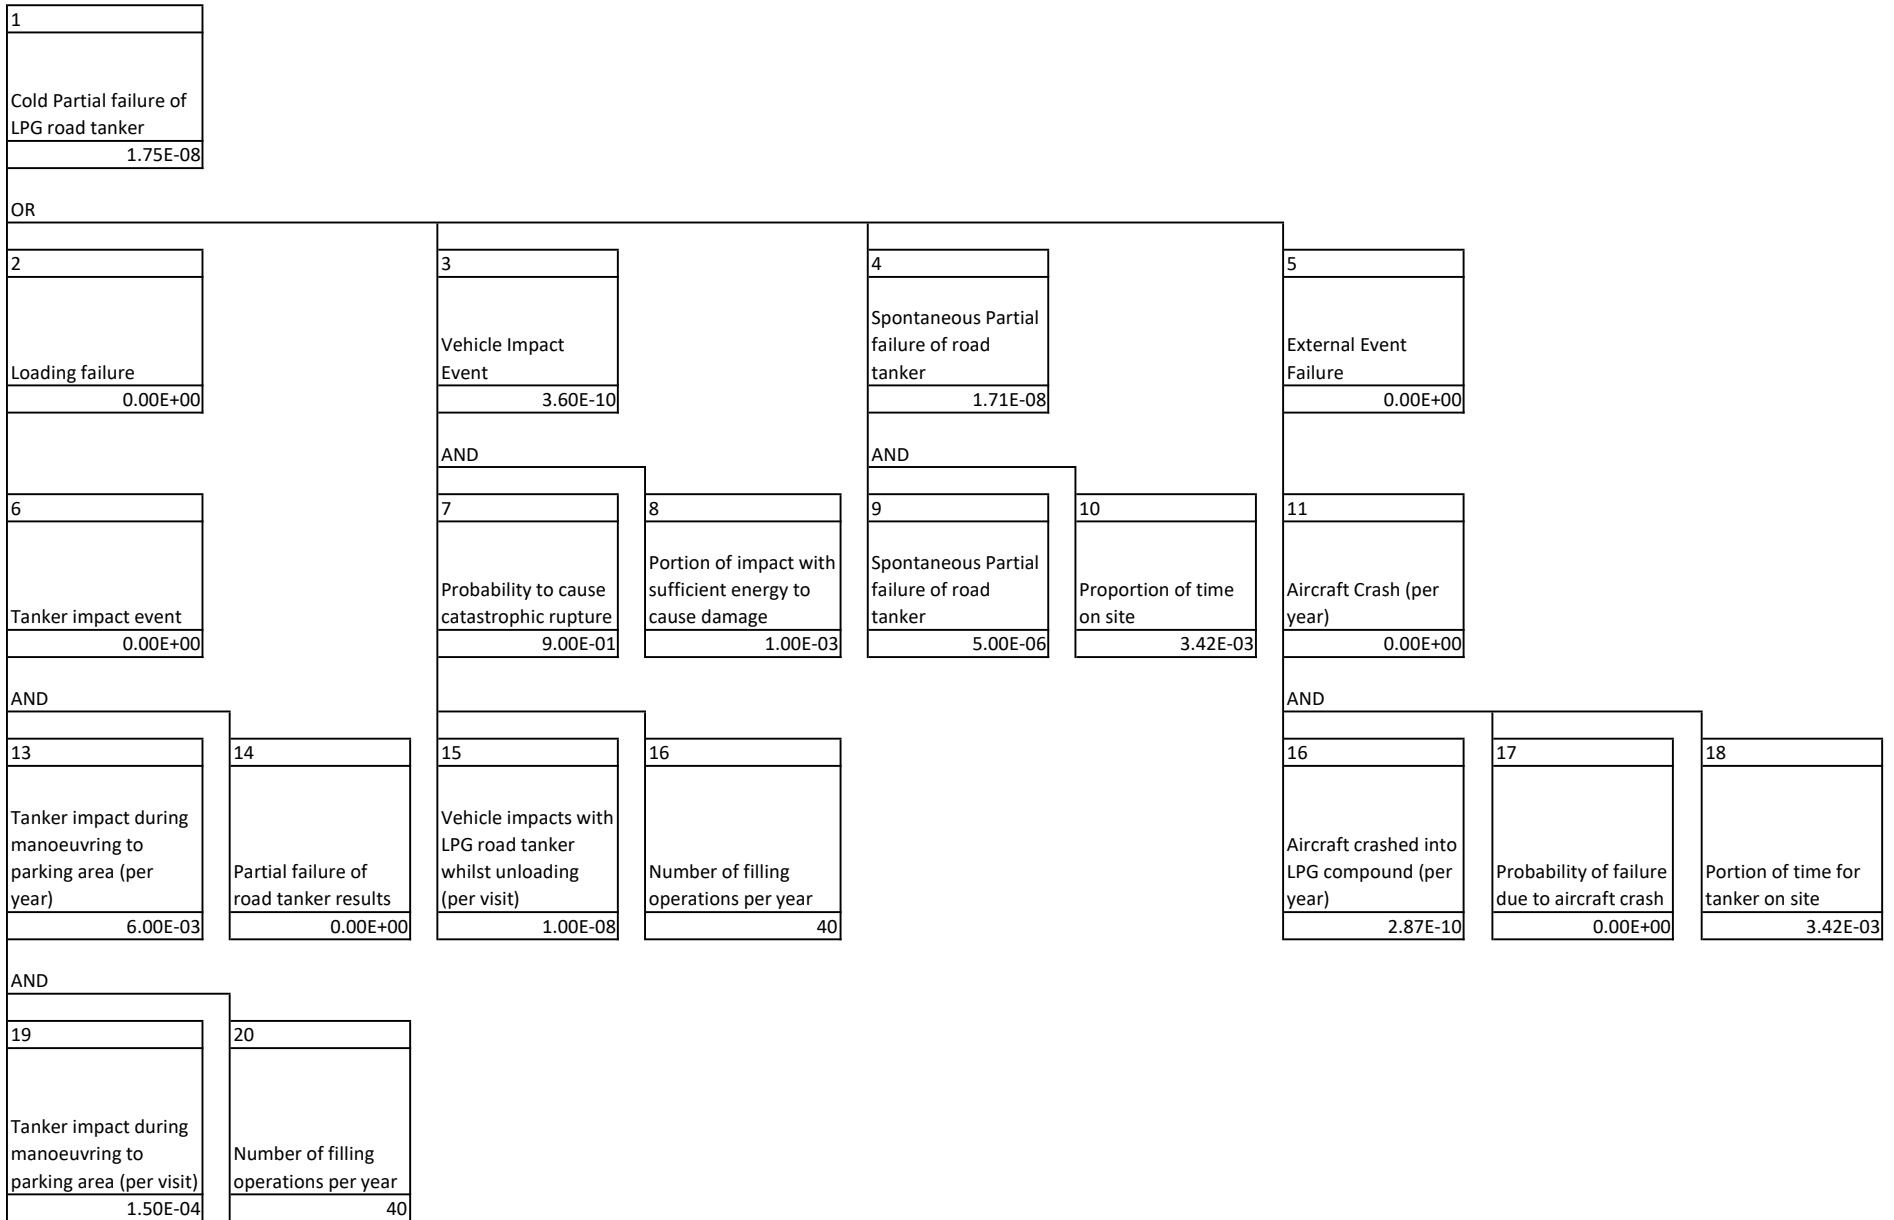 1
Cold Partial failure of
LPG road tanker
1.75E-08
OR
2
Loading failure
0.00E+00
3
Vehicle Impact
Event
3.60E-10
4
Spontaneous Partial
failure of road
tanker
1.71E-08
5
External Event
Failure
0.00E+00
AND
AND
6
Tanker impact event
0.00E+00
7
Probability to cause
catastrophic rupture
9.00E-01
8
Portion of impact with
sufficient energy to
cause damage
1.00E-03
9
Spontaneous Partial
failure of road
tanker
5.00E-06
10
Proportion of time
on site
3.42E-03
11
Aircraft Crash (per
year)
0.00E+00
AND
AND
13
Tanker impact during
manoeuvring to
parking area (per
year)
6.00E-03
14
Partial failure of
road tanker results
0.00E+00
15
Vehicle impacts with
LPG road tanker
whilst unloading
(per visit)
1.00E-08
16
Number of filling
operations per year
40
16
Aircraft crashed into
LPG compound (per
year)
2.87E-10
17
Probability of failure
due to aircraft crash
0.00E+00
18
Portion of time for
tanker on site
3.42E-03
AND
19
Tanker impact during
manoeuvring to
parking area (per visit)
1.50E-04
20
Number of filling
operations per year
40